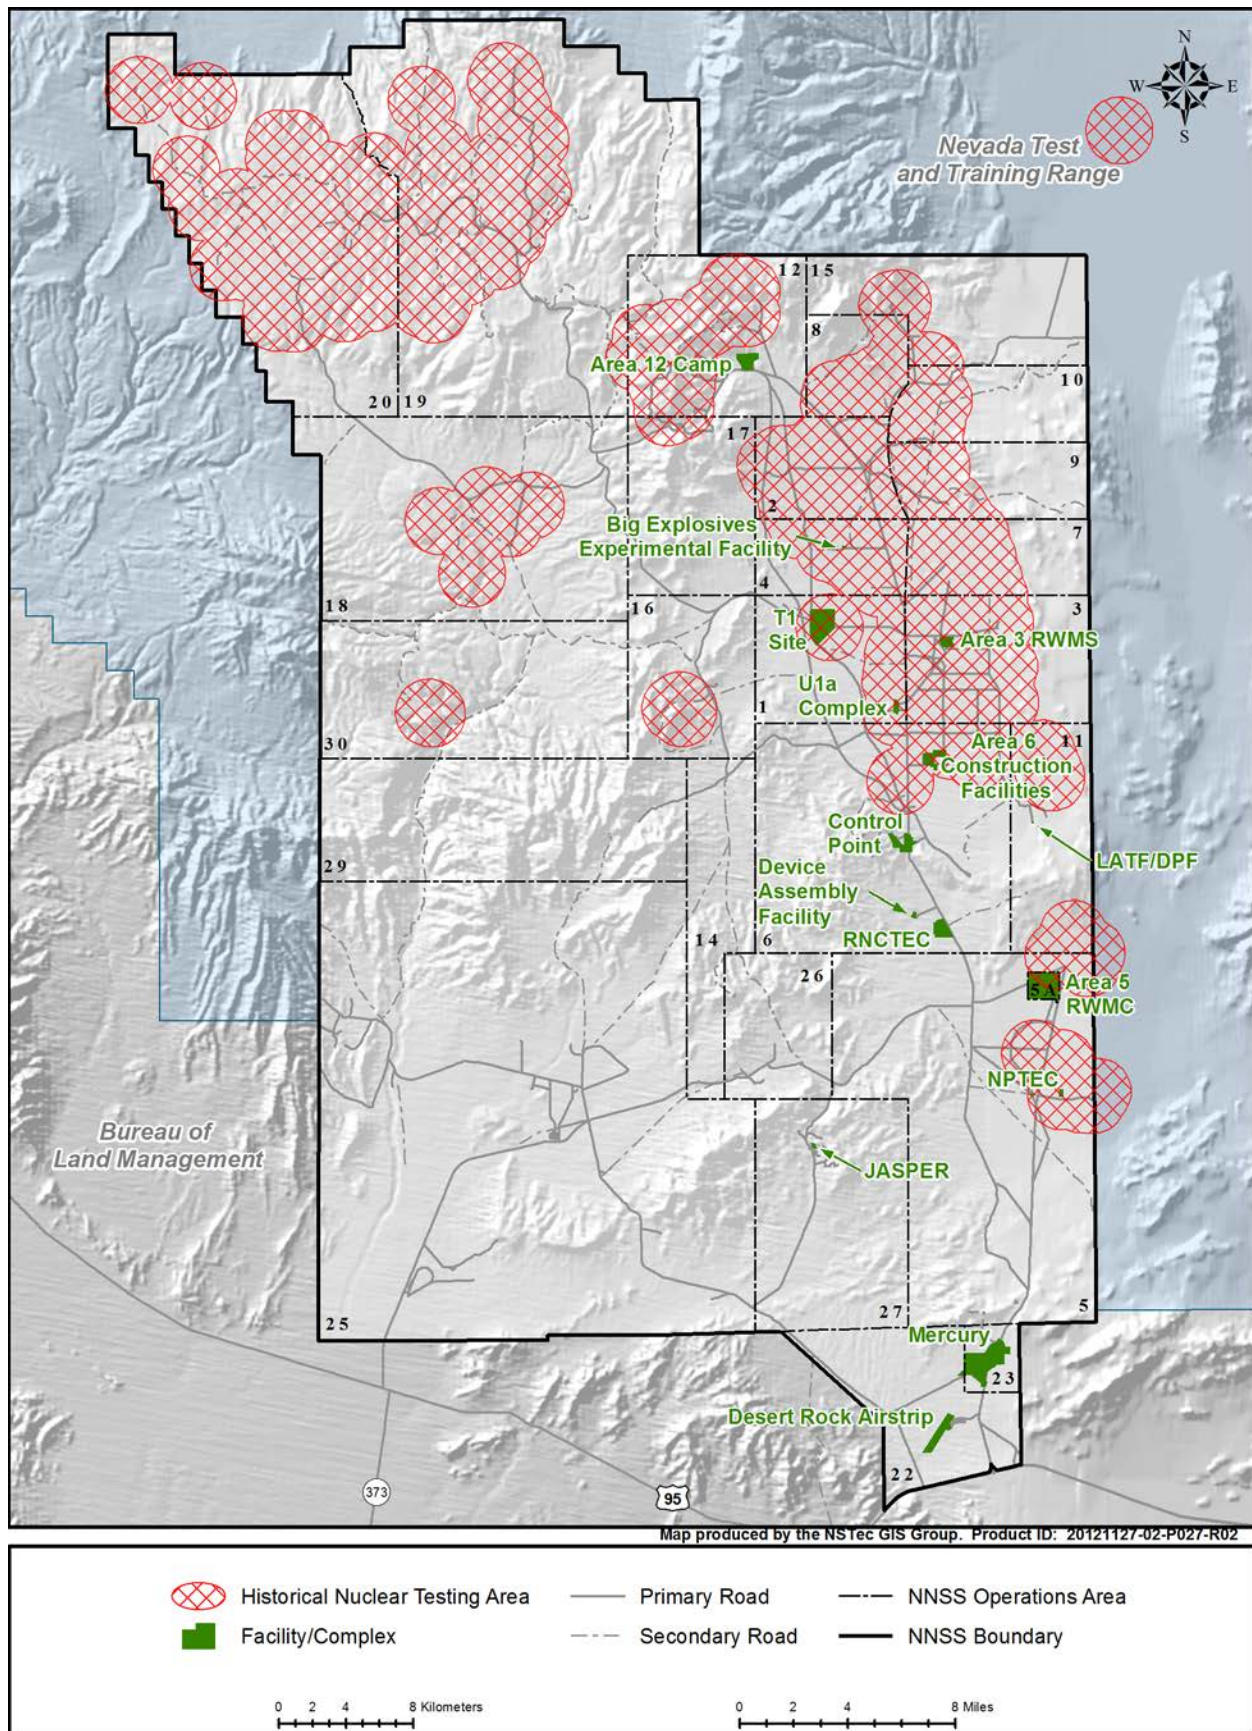 N
W
E
S
Nevada Test
and Training Range
12
15
8
Area 12 Camp
10
20
19
17
9
2
Big Explosives
Experimental Facility
7
4
18
16
3
T1
Site
Area 3 RWMS
U1a
Complex
1
30
11
Area 6
Construction
Facilities
Control
Point
LATF/DPF
29
Device
Assembly
Facility
RNCTEC
14
6
26
5A
Area 5
RWMC
NPTEC
Bureau of
Land Management
JASPER
25
27
5
Mercury
23
Desert Rock Airstrip
22
373
95
Map produced by the NSTec GIS Group. Product ID: 20121127-02-P027-R02
Historical Nuclear Testing Area
Primary Road
NNSS Operations Area
Facility/Complex
Secondary Road
NNSS Boundary
0 2 4 8 Kilometers
0 2 4 8 Miles